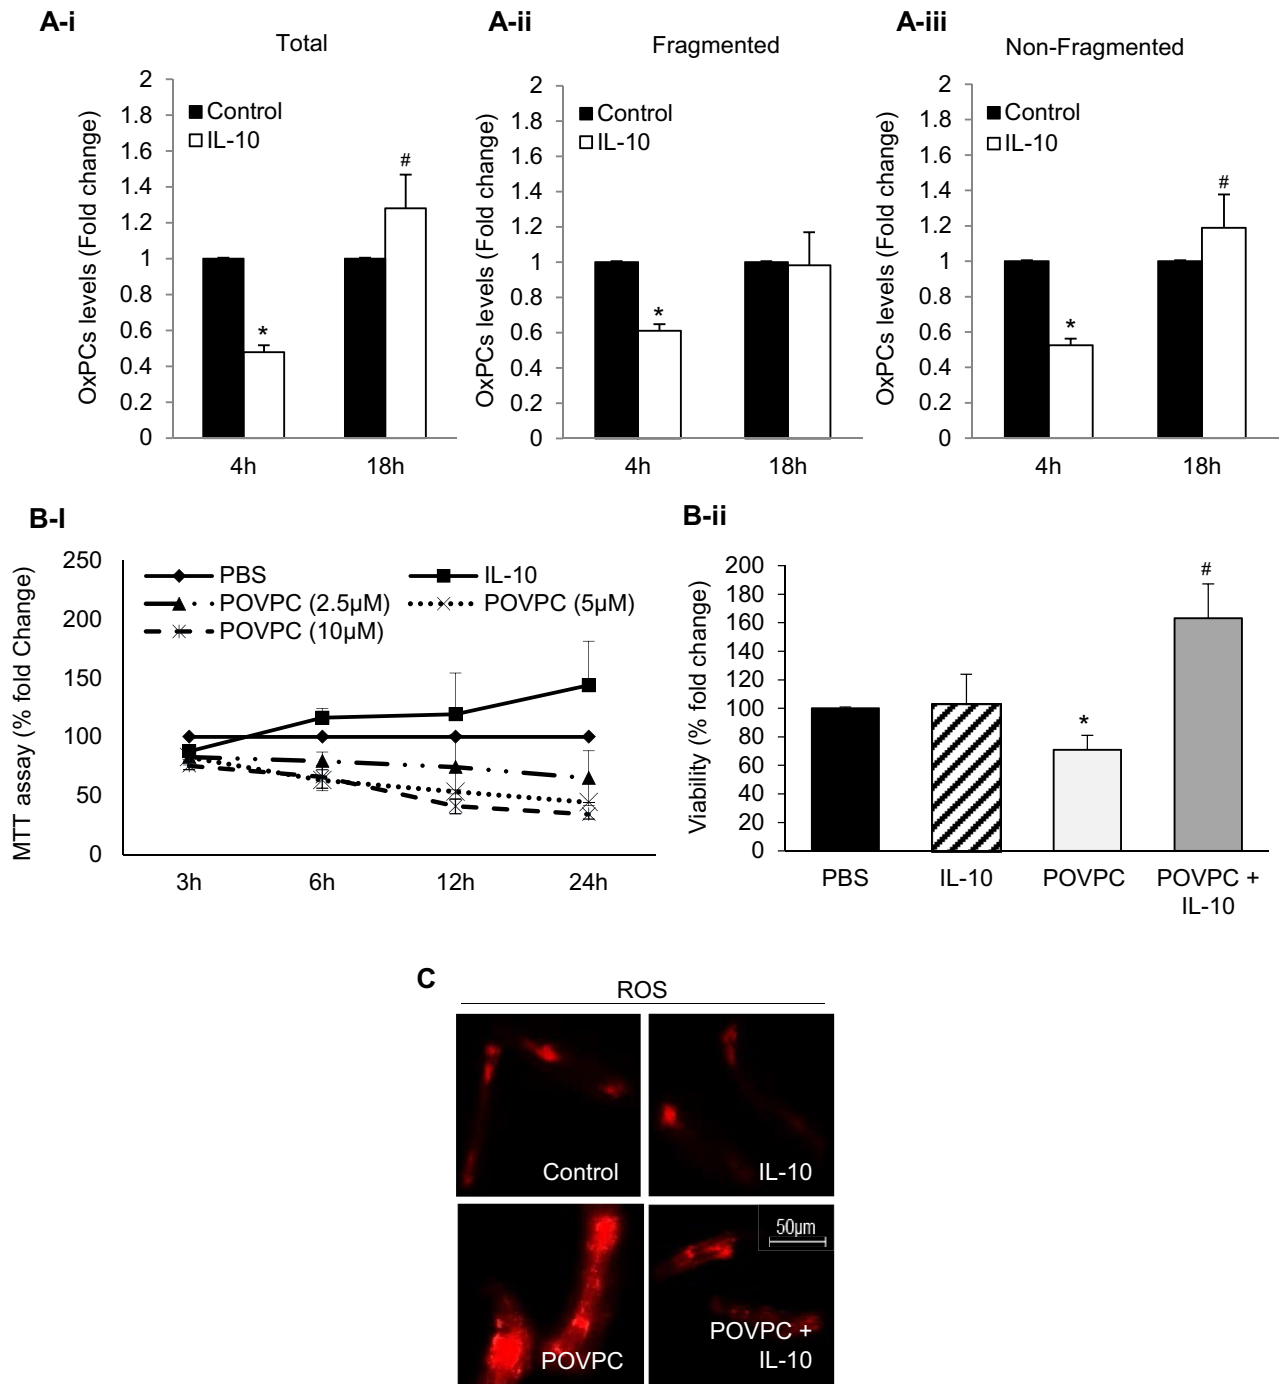 A-i
Total
OxPCs levels (Fold change)
2
1.8
1.6
1.4
1.2
1
0.8
0.6
0.4
0.2
0
Control
IL-10
*
#
4h
18h
A-ii
Fragmented
OxPCs levels (Fold change)
2
1.8
1.6
1.4
1.2
1
0.8
0.6
0.4
0.2
0
Control
IL-10
*
4h
18h
A-iii
Non-Fragmented
OxPCs levels (Fold change)
2
1.8
1.6
1.4
1.2
1
0.8
0.6
0.4
0.2
0
Control
IL-10
*
#
4h
18h
B-I
MTT assay (% fold Change)
250
200
150
100
50
0
PBS
IL-10
POVPC (2.5µM)
POVPC (5µM)
POVPC (10µM)
3h
6h
12h
24h
B-ii
Viability (% fold change)
200
180
160
140
120
100
80
60
40
20
0
*
#
PBS
IL-10
POVPC
POVPC +
IL-10
C
ROS
Control
IL-10
POVPC
50µm
POVPC +
IL-10